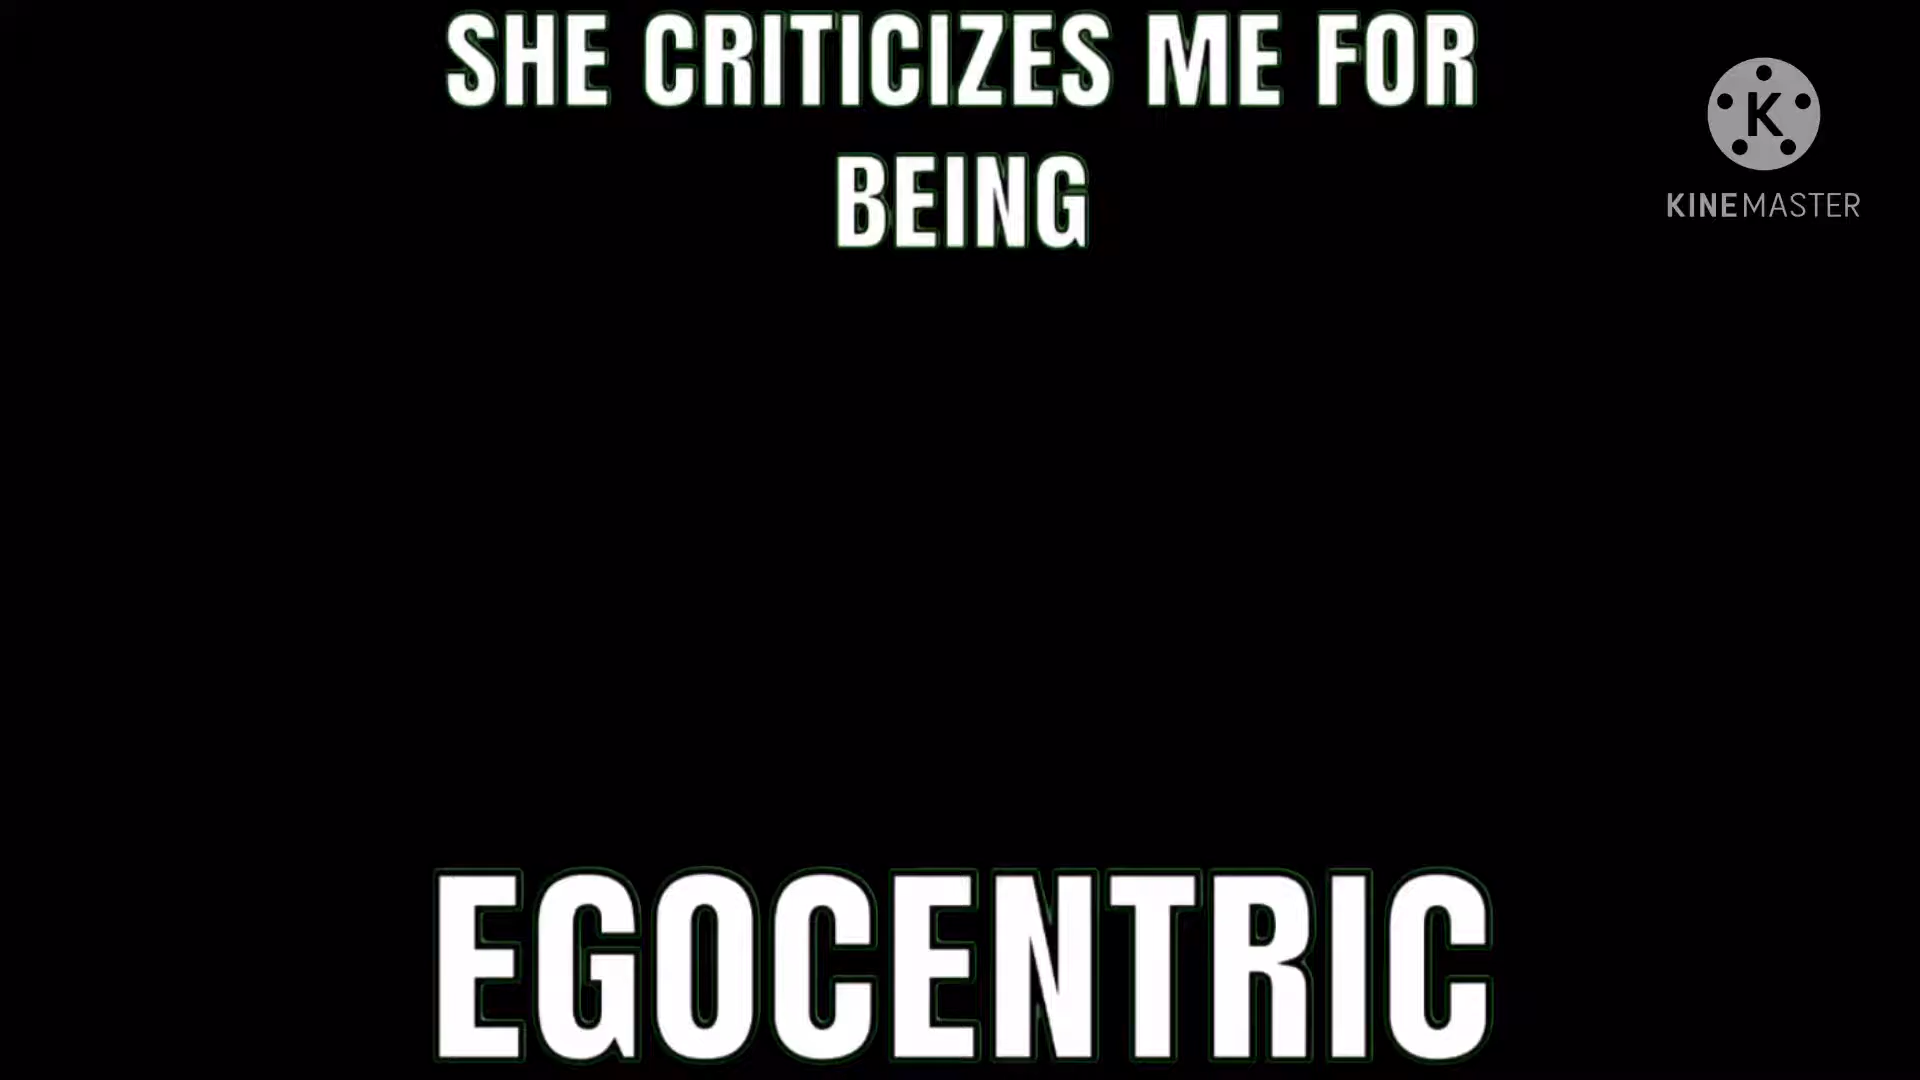 SHE CRITICIZES ME FOR
BEING
K
KINEMASTER
EGOCENTRIC